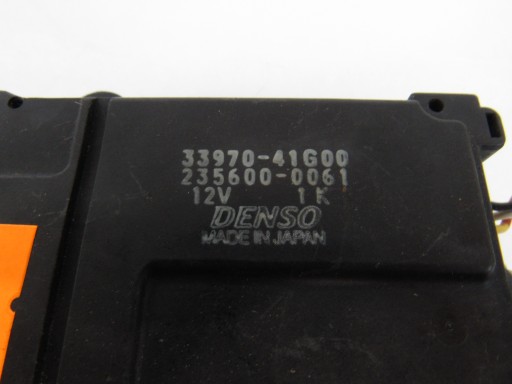 33970-41G00
235600-0061
12V 1K
DENSO
MADE IN JAPAN